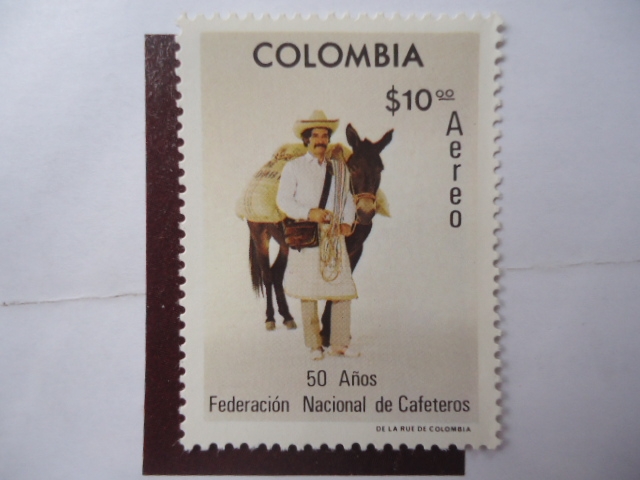 COLOMBIA
$10.00
Aereo
50 Años
Federación Nacional de Cafeteros
DE LA RUE DE COLOMBIA